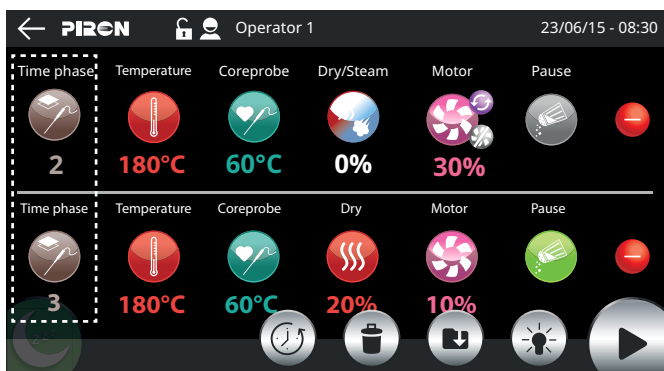 PIRON Operator 1 23/06/15 - 08:30
Time phase Temperature Coreprobe Dry/Steam Motor Pause
2 180°C 60°C 0% 30%
Time phase Temperature Coreprobe Dry Motor Pause
3 180°C 60°C 20% 10%